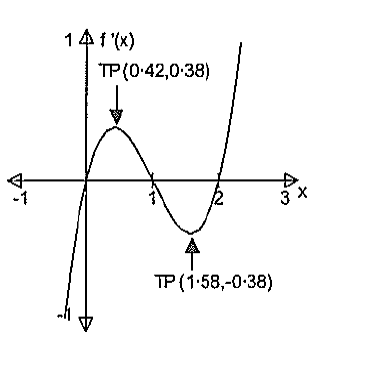 1 f '(x)
TP (0·42,0·38)
-1 1 2 3 x
TP (1·58,-0·38)
-1